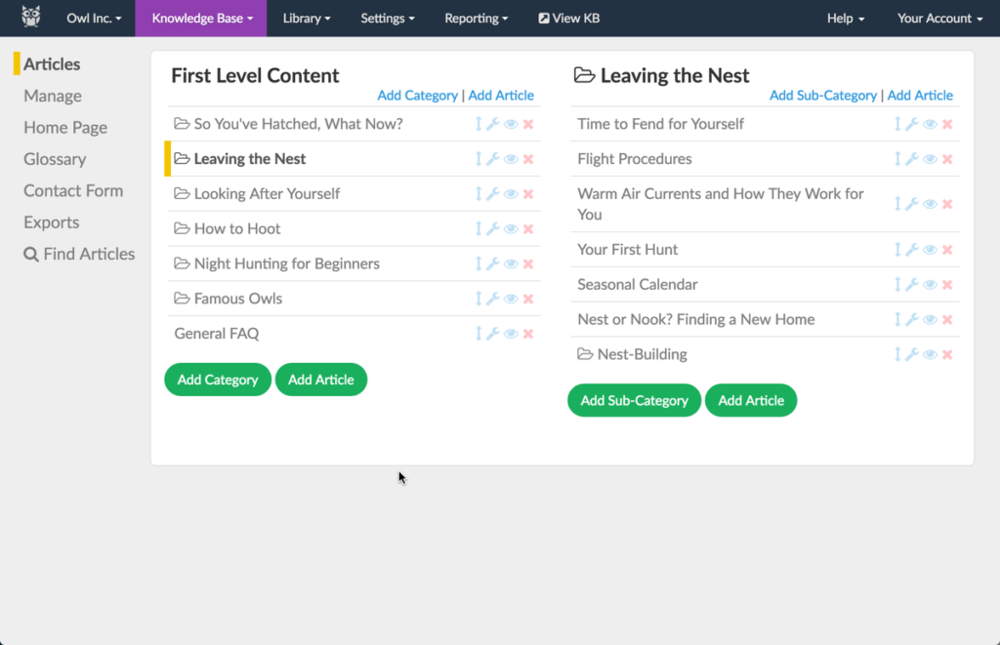 Owl Inc. Knowledge Base Library Settings Reporting View KB Help Your Account
Articles
Manage
Home Page
Glossary
Contact Form
Exports
Find Articles
First Level Content
Add Category | Add Article
So You've Hatched, What Now?
Leaving the Nest
Looking After Yourself
How to Hoot
Night Hunting for Beginners
Famous Owls
General FAQ
Add Category Add Article
Leaving the Nest
Add Sub-Category | Add Article
Time to Fend for Yourself
Flight Procedures
Warm Air Currents and How They Work for
You
Your First Hunt
Seasonal Calendar
Nest or Nook? Finding a New Home
Nest-Building
Add Sub-Category Add Article